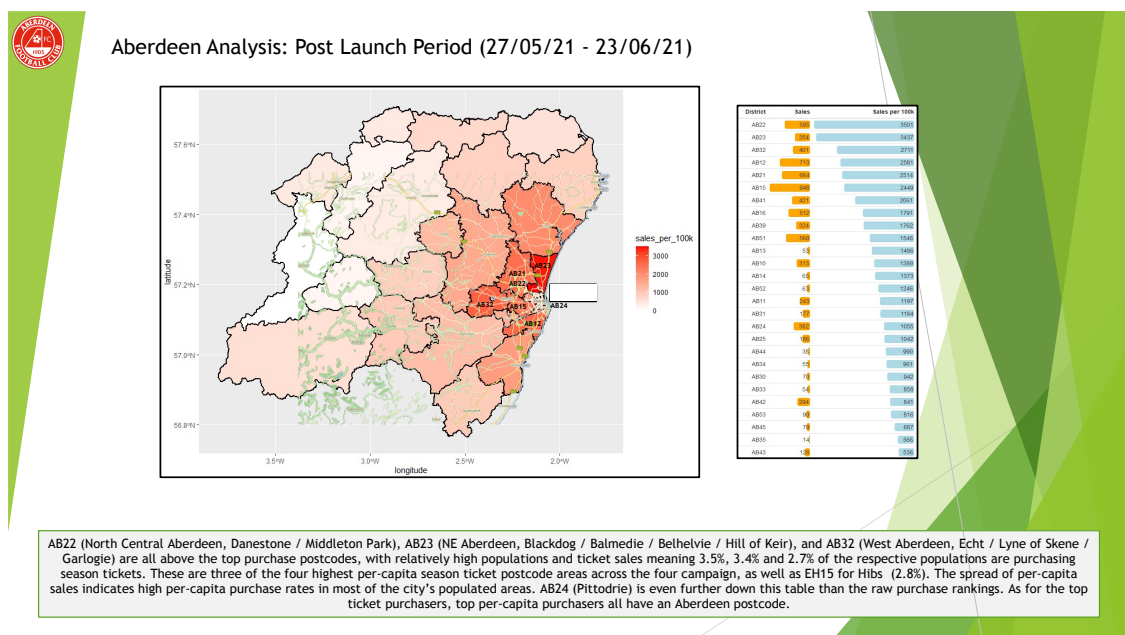 ABERDEEN
FC
1903
FOOTBALL CLUB
Aberdeen Analysis: Post Launch Period (27/05/21 - 23/06/21)
57.6°N
57.4°N
57.2°N
57.0°N
56.8°N
latitude
3.5°W 3.0°W 2.5°W 2.0°W
longitude
AB23
AB21
AB22
AB32 AB15 AB24
AB12
sales_per_100k
3000
2000
1000
0
District Sales Sales per 100k
AB22 596 3501
AB23 354 3437
AB32 401 2711
AB12 713 2581
AB21 664 2514
AB15 946 2449
AB41 421 2061
AB16 512 1791
AB39 324 1762
AB51 568 1546
AB13 53 1486
AB10 313 1389
AB14 65 1373
AB52 63 1246
AB11 243 1197
AB31 177 1194
AB24 382 1055
AB25 166 1042
AB44 36 990
AB34 55 961
AB30 70 942
AB33 54 858
AB42 294 841
AB53 90 816
AB45 79 687
AB35 14 566
AB43 128 536
AB22 (North Central Aberdeen, Danestone / Middleton Park), AB23 (NE Aberdeen, Blackdog / Balmedie / Belhelvie / Hill of Keir), and AB32 (West Aberdeen, Echt / Lyne of Skene /
Garlogie) are all above the top purchase postcodes, with relatively high populations and ticket sales meaning 3.5%, 3.4% and 2.7% of the respective populations are purchasing
season tickets. These are three of the four highest per-capita season ticket postcode areas across the four campaign, as well as EH15 for Hibs (2.8%). The spread of per-capita
sales indicates high per-capita purchase rates in most of the city's populated areas. AB24 (Pittodrie) is even further down this table than the raw purchase rankings. As for the top
ticket purchasers, top per-capita purchasers all have an Aberdeen postcode.